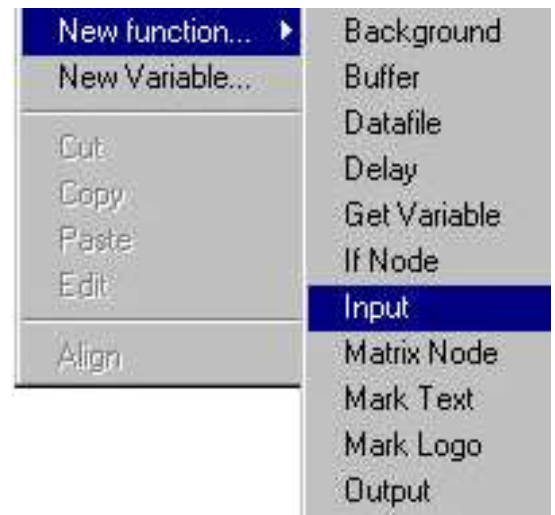 New function...
New Variable...
Cut
Copy
Paste
Edit
Align
Background
Buffer
Datafile
Delay
Get Variable
If Node
Input
Matrix Node
Mark Text
Mark Logo
Output